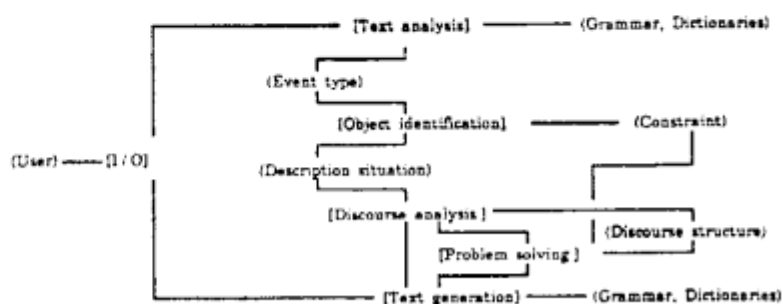 [Text analysis] (Grammar, Dictionaries)
(Event type)
[Object identification] (Constraint)
(User) [I / O] (Description situation)
[Discourse analysis] (Discourse structure)
[Problem solving]
[Text generation] (Grammar, Dictionaries)